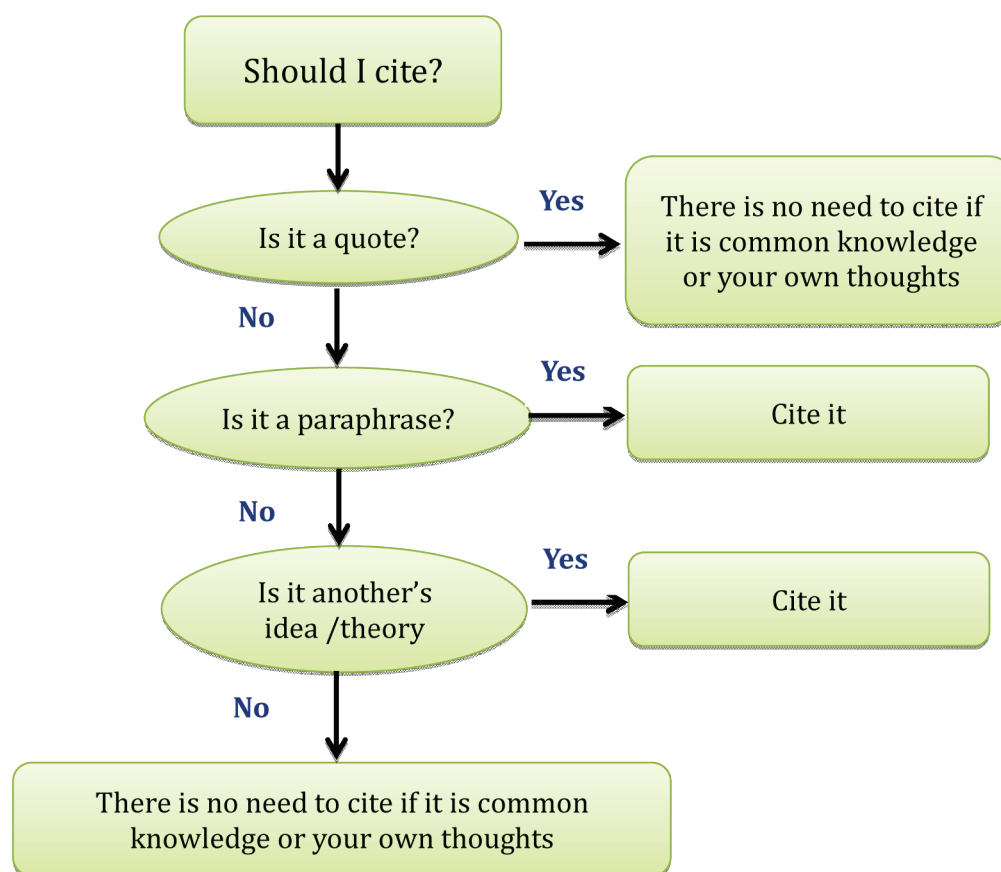 Should I cite?
Yes
Is it a quote?
There is no need to cite if
it is common knowledge
or your own thoughts
No
Yes
Is it a paraphrase?
Cite it
No
Yes
Is it another’s
idea /theory
Cite it
No
There is no need to cite if it is common
knowledge or your own thoughts